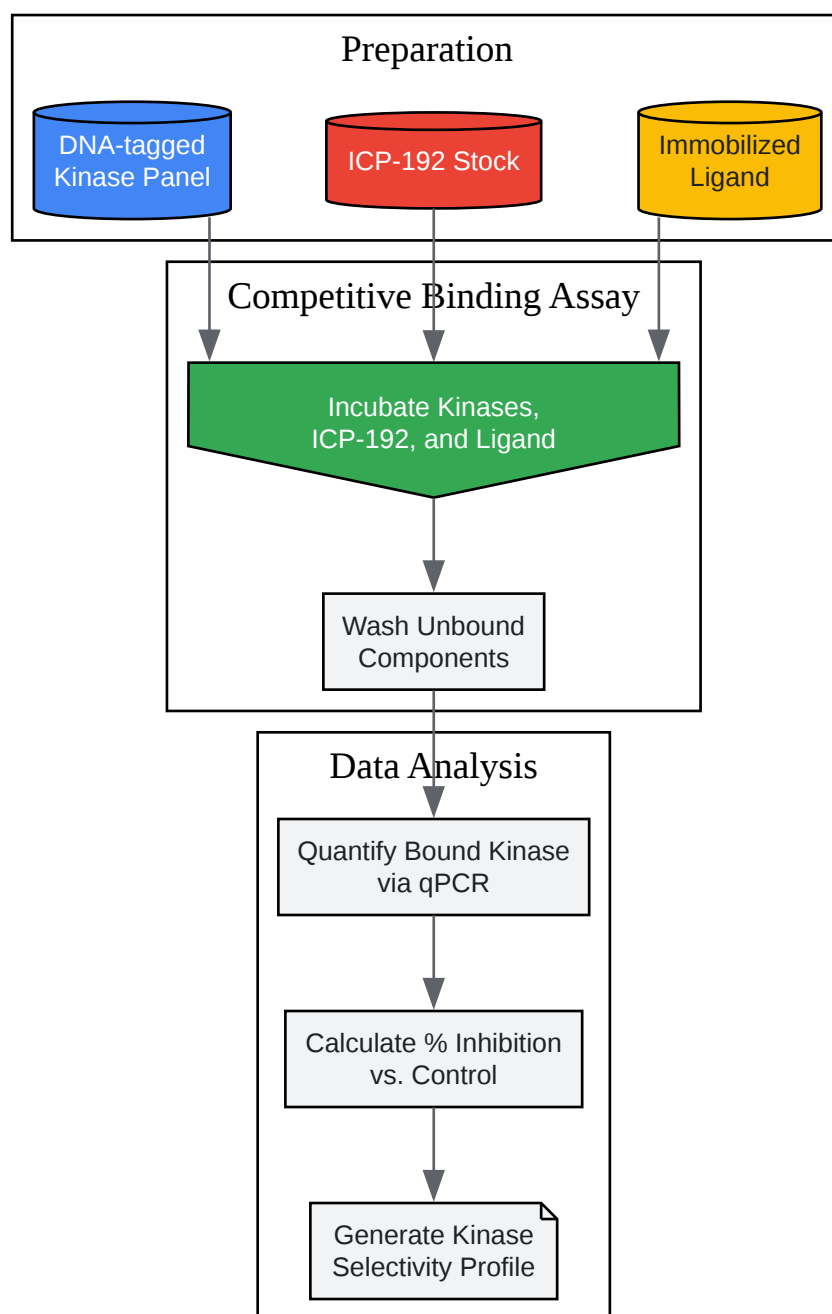 Preparation
DNA-tagged
Kinase Panel
ICP-192 Stock
Immobilized
Ligand
Competitive Binding Assay
Incubate Kinases,
ICP-192, and Ligand
Wash Unbound
Components
Data Analysis
Quantify Bound Kinase
via qPCR
Calculate % Inhibition
vs. Control
Generate Kinase
Selectivity Profile